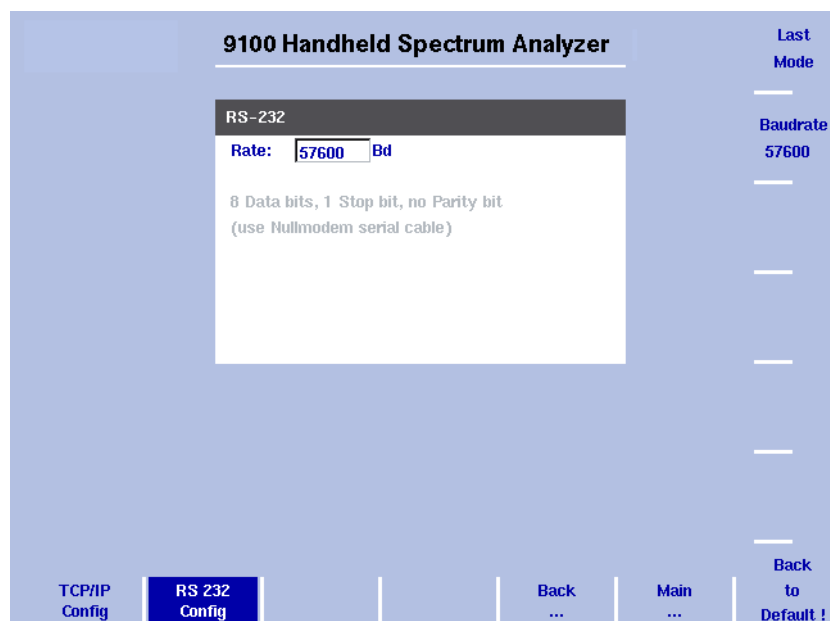 9100 Handheld Spectrum Analyzer
Last
Mode
RS-232
Baudrate
57600
Rate: 57600 Bd
8 Data bits, 1 Stop bit, no Parity bit
(use Nullmodem serial cable)
TCP/IP
Config
RS 232
Config
Back
...
Main
...
Back
to
Default !